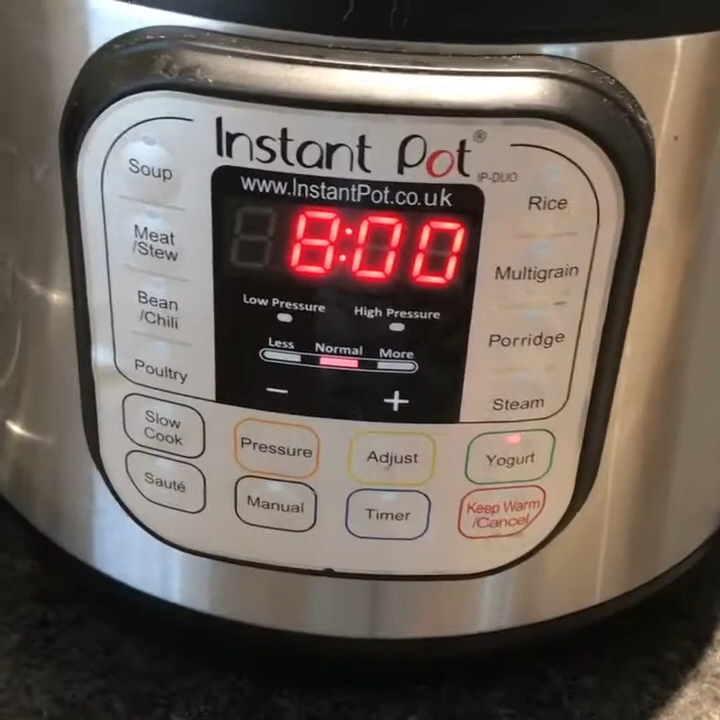 Instant Pot®
IP-DUO
www.InstantPot.co.uk
8:00
Low Pressure
High Pressure
Less
Normal
More
− +
Soup
Meat
/Stew
Bean
/Chili
Poultry
Rice
Multigrain
Porridge
Steam
Slow
Cook
Pressure
Adjust
Yogurt
Sauté
Manual
Timer
Keep Warm
/Cancel